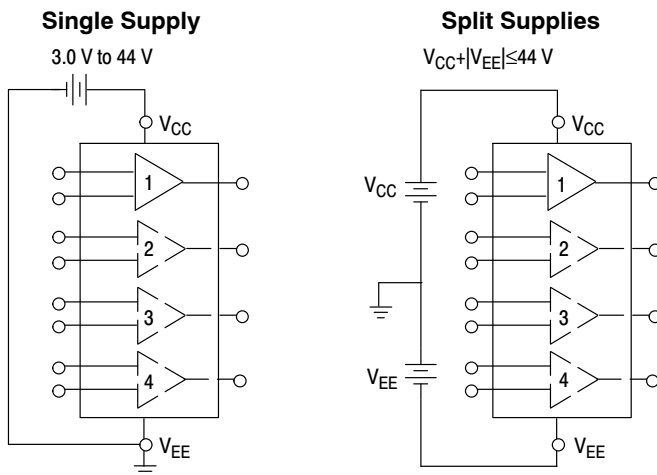 Single Supply
3.0 V to 44 V
VCC
1
2
3
4
VEE
Split Supplies
VCC+|VEE|≤44 V
VCC
VCC
1
2
3
VEE
4
VEE